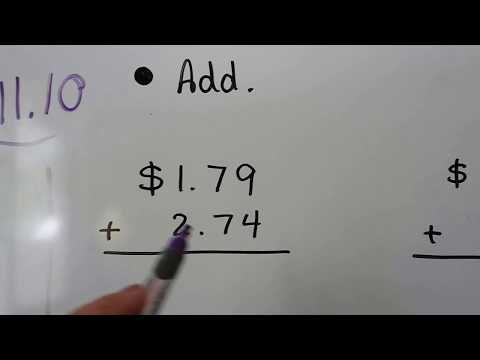 11.10
• Add.
$1.79 $
+ 2.74 +